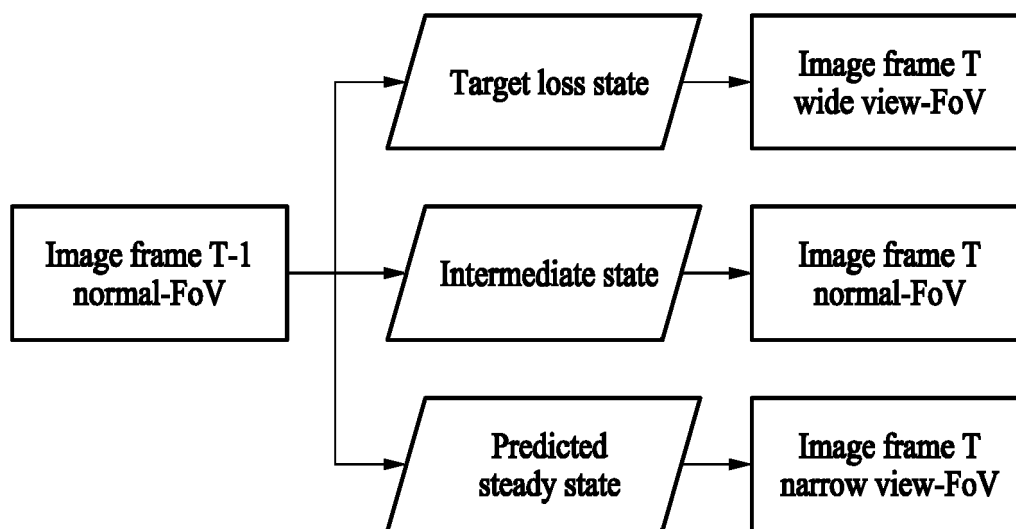 Target loss state
Image frame T
wide view-FoV
Image frame T-1
normal-FoV
Intermediate state
Image frame T
normal-FoV
Predicted
steady state
Image frame T
narrow view-FoV